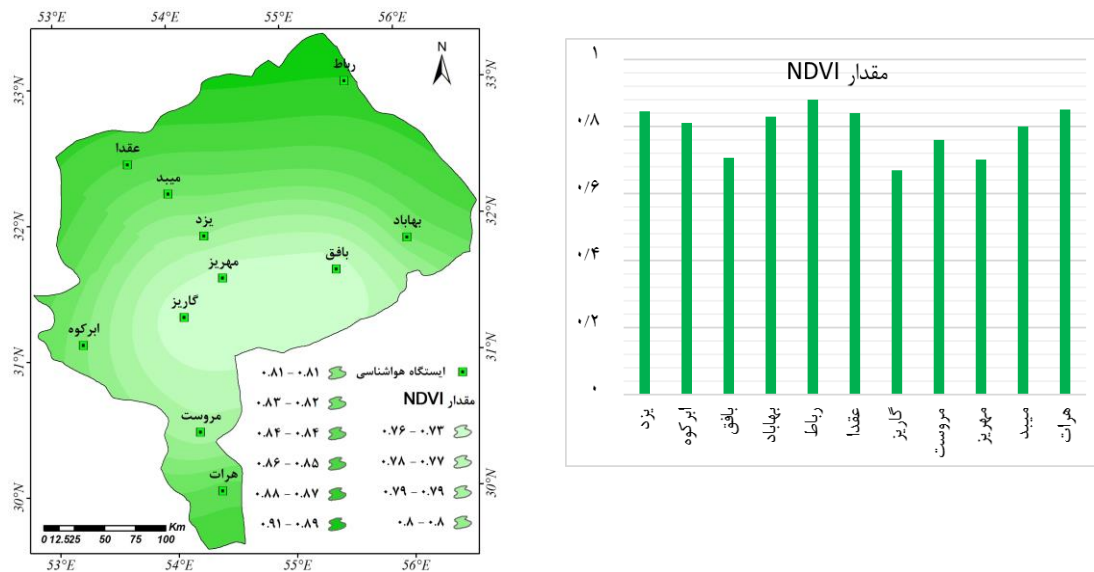 53°E 54°E 55°E 56°E
N
33°N
32°N
31°N
30°N
33°N
32°N
31°N
30°N
رباط
عقدا
میبد
یزد
بهاباد
بافق
مهریز
گاریز
ابرکوه
مروست
هرات
ایستگاه هواشناسی
مقدار NDVI
۰.۷۶ – ۰.۷۳
۰.۷۸ – ۰.۷۷
۰.۷۹ – ۰.۷۹
۰.۸ – ۰.۸
۰.۸۱ – ۰.۸۱
۰.۸۳ – ۰.۸۲
۰.۸۴ – ۰.۸۴
۰.۸۶ – ۰.۸۵
۰.۸۸ – ۰.۸۷
۰.۹۱ – ۰.۸۹
Km
0 12.525 50 75 100
53°E 54°E 55°E 56°E
مقدار NDVI
۱
۰/۸
۰/۶
۰/۴
۰/۲
۰
یزد
ابرکوه
بافق
بهاباد
رباط
عقدا
گاریز
مروست
مهریز
میبد
هرات